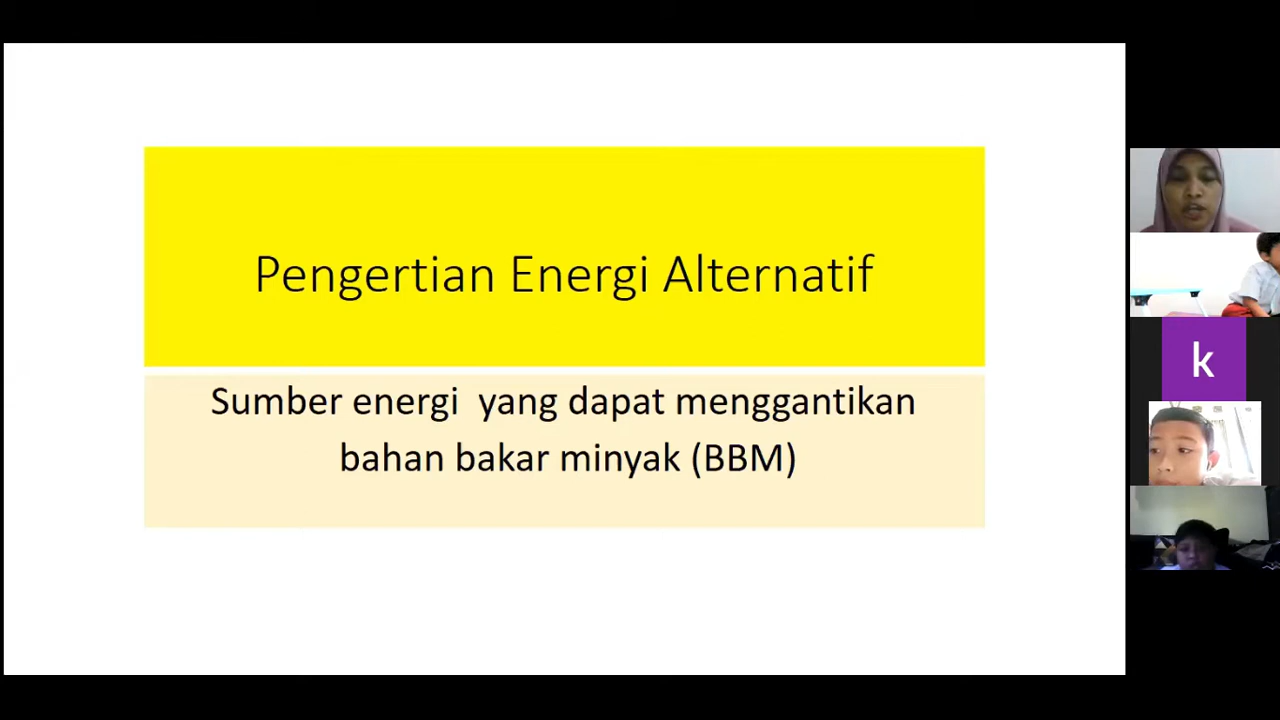 Pengertian Energi Alternatif
Sumber energi yang dapat menggantikan
bahan bakar minyak (BBM)
k